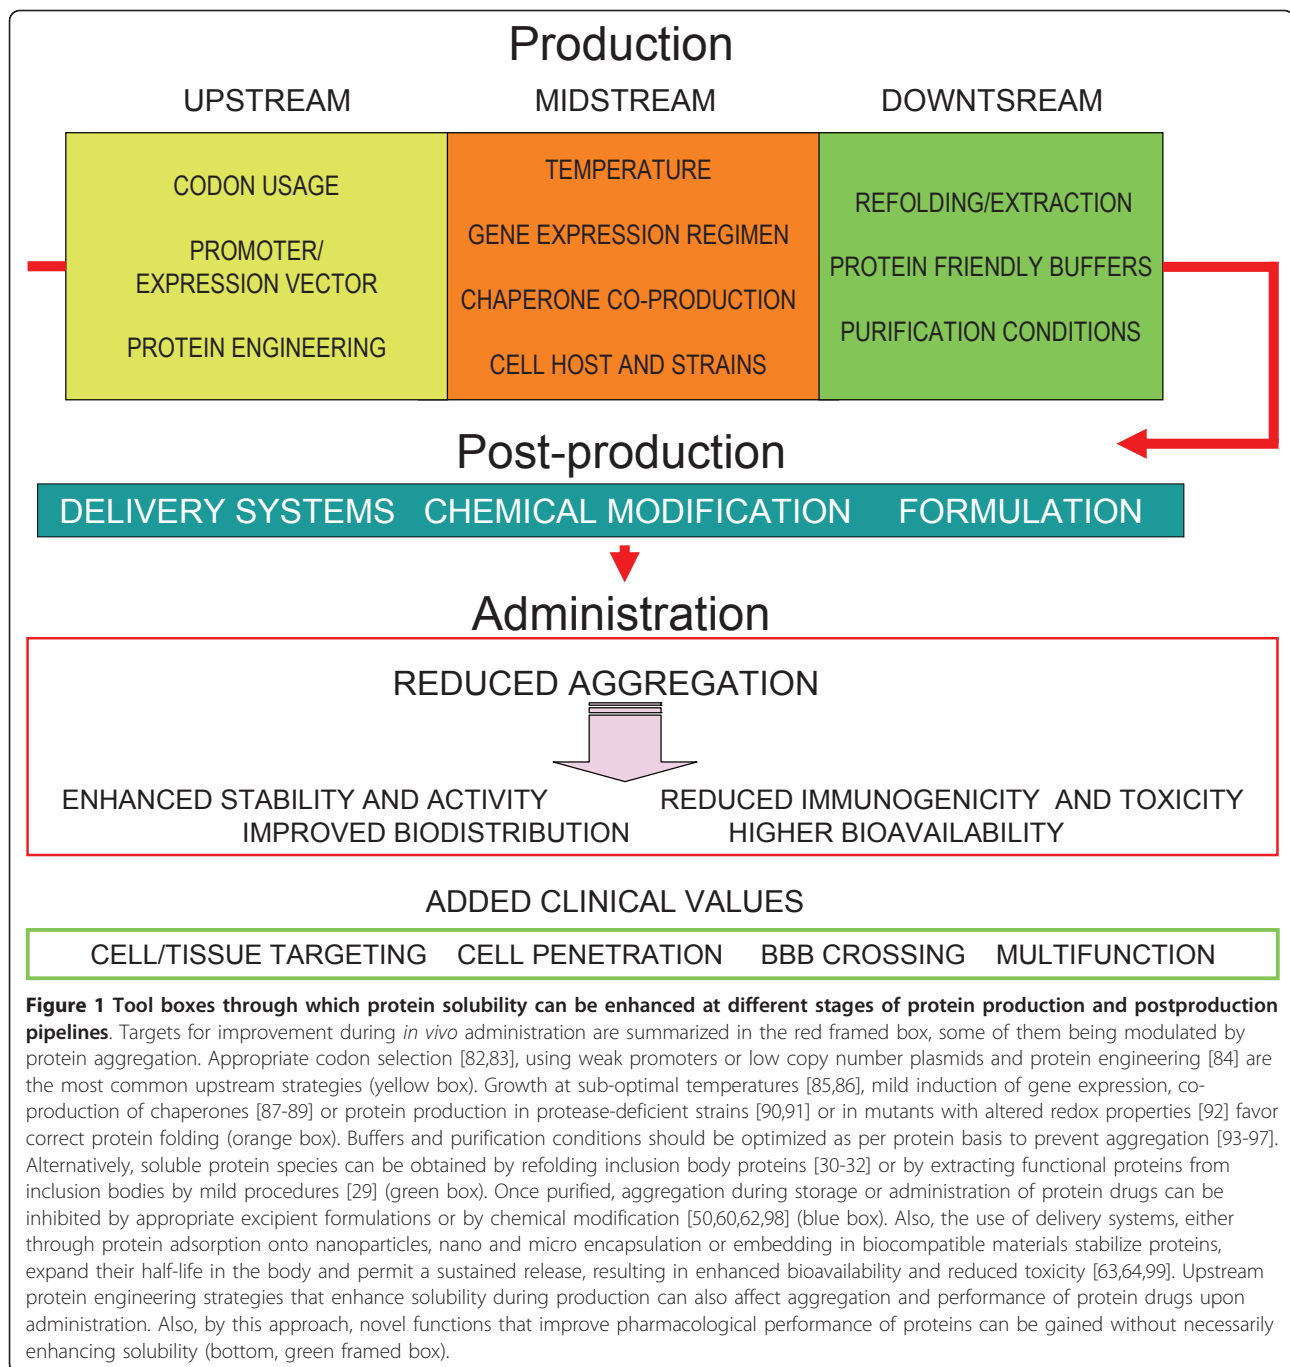 Production
UPSTREAM MIDSTREAM DOWNTSREAM
CODON USAGE
PROMOTER/
EXPRESSION VECTOR
PROTEIN ENGINEERING
TEMPERATURE
GENE EXPRESSION REGIMEN
CHAPERONE CO-PRODUCTION
CELL HOST AND STRAINS
REFOLDING/EXTRACTION
PROTEIN FRIENDLY BUFFERS
PURIFICATION CONDITIONS
Post-production
DELIVERY SYSTEMS CHEMICAL MODIFICATION FORMULATION
Administration
REDUCED AGGREGATION
ENHANCED STABILITY AND ACTIVITY REDUCED IMMUNOGENICITY AND TOXICITY
IMPROVED BIODISTRIBUTION HIGHER BIOAVAILABILITY
ADDED CLINICAL VALUES
CELL/TISSUE TARGETING CELL PENETRATION BBB CROSSING MULTIFUNCTION
Figure 1 Tool boxes through which protein solubility can be enhanced at different stages of protein production and postproduction
pipelines. Targets for improvement during in vivo administration are summarized in the red framed box, some of them being modulated by
protein aggregation. Appropriate codon selection [82,83], using weak promoters or low copy number plasmids and protein engineering [84] are
the most common upstream strategies (yellow box). Growth at sub-optimal temperatures [85,86], mild induction of gene expression, co-
production of chaperones [87-89] or protein production in protease-deficient strains [90,91] or in mutants with altered redox properties [92] favor
correct protein folding (orange box). Buffers and purification conditions should be optimized as per protein basis to prevent aggregation [93-97].
Alternatively, soluble protein species can be obtained by refolding inclusion body proteins [30-32] or by extracting functional proteins from
inclusion bodies by mild procedures [29] (green box). Once purified, aggregation during storage or administration of protein drugs can be
inhibited by appropriate excipient formulations or by chemical modification [50,60,62,98] (blue box). Also, the use of delivery systems, either
through protein adsorption onto nanoparticles, nano and micro encapsulation or embedding in biocompatible materials stabilize proteins,
expand their half-life in the body and permit a sustained release, resulting in enhanced bioavailability and reduced toxicity [63,64,99]. Upstream
protein engineering strategies that enhance solubility during production can also affect aggregation and performance of protein drugs upon
administration. Also, by this approach, novel functions that improve pharmacological performance of proteins can be gained without necessarily
enhancing solubility (bottom, green framed box).